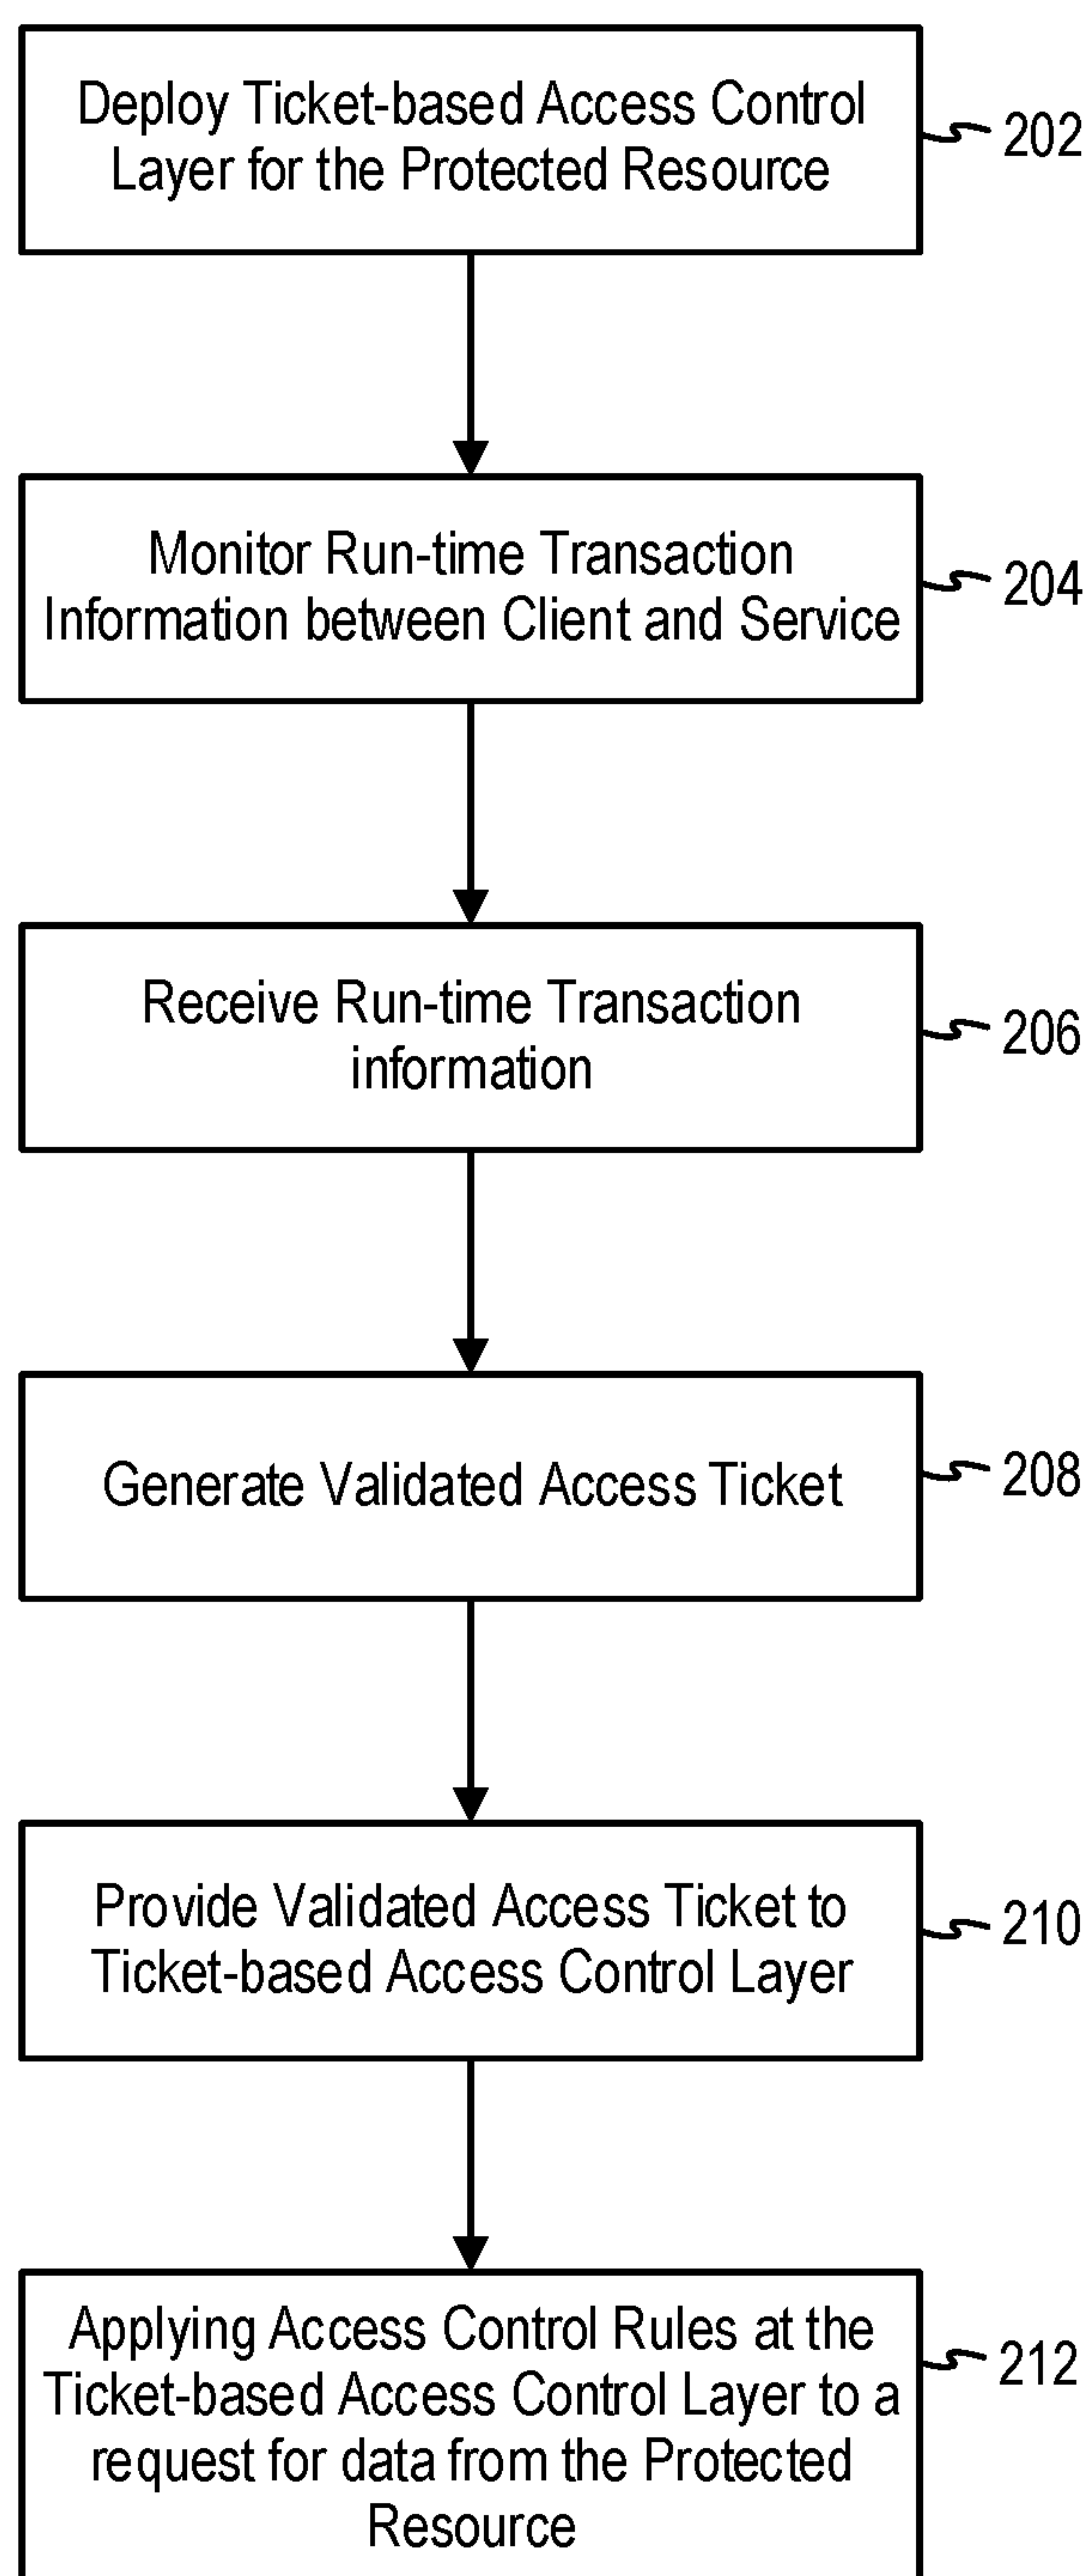 Deploy Ticket-based Access Control
Layer for the Protected Resource
202
Monitor Run-time Transaction
Information between Client and Service
204
Receive Run-time Transaction
information
206
Generate Validated Access Ticket
208
Provide Validated Access Ticket to
Ticket-based Access Control Layer
210
Applying Access Control Rules at the
Ticket-based Access Control Layer to a
request for data from the Protected
Resource
212